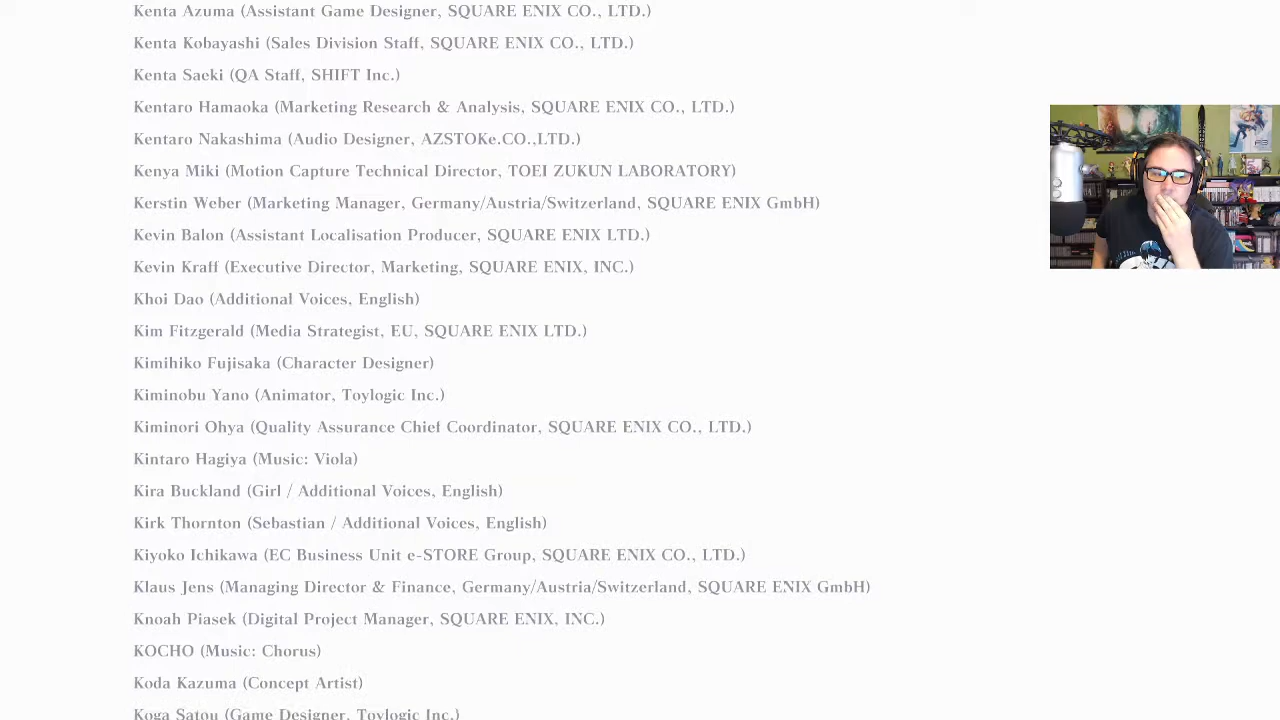 Kenta Azuma (Assistant Game Designer, SQUARE ENIX CO., LTD.)
Kenta Kobayashi (Sales Division Staff, SQUARE ENIX CO., LTD.)
Kenta Saeki (QA Staff, SHIFT Inc.)
Kentaro Hamaoka (Marketing Research & Analysis, SQUARE ENIX CO., LTD.)
Kentaro Nakashima (Audio Designer, AZSTOKe.CO.,LTD.)
Kenya Miki (Motion Capture Technical Director, TOEI ZUKUN LABORATORY)
Kerstin Weber (Marketing Manager, Germany/Austria/Switzerland, SQUARE ENIX GmbH)
Kevin Balon (Assistant Localisation Producer, SQUARE ENIX LTD.)
Kevin Kraff (Executive Director, Marketing, SQUARE ENIX, INC.)
Khoi Dao (Additional Voices, English)
Kim Fitzgerald (Media Strategist, EU, SQUARE ENIX LTD.)
Kimihiko Fujisaka (Character Designer)
Kiminobu Yano (Animator, Toylogic Inc.)
Kiminori Ohya (Quality Assurance Chief Coordinator, SQUARE ENIX CO., LTD.)
Kintaro Hagiya (Music: Viola)
Kira Buckland (Girl / Additional Voices, English)
Kirk Thornton (Sebastian / Additional Voices, English)
Kiyoko Ichikawa (EC Business Unit e-STORE Group, SQUARE ENIX CO., LTD.)
Klaus Jens (Managing Director & Finance, Germany/Austria/Switzerland, SQUARE ENIX GmbH)
Knoah Piasek (Digital Project Manager, SQUARE ENIX, INC.)
KOCHO (Music: Chorus)
Koda Kazuma (Concept Artist)
Koga Satou (Game Designer, Toylogic Inc.)